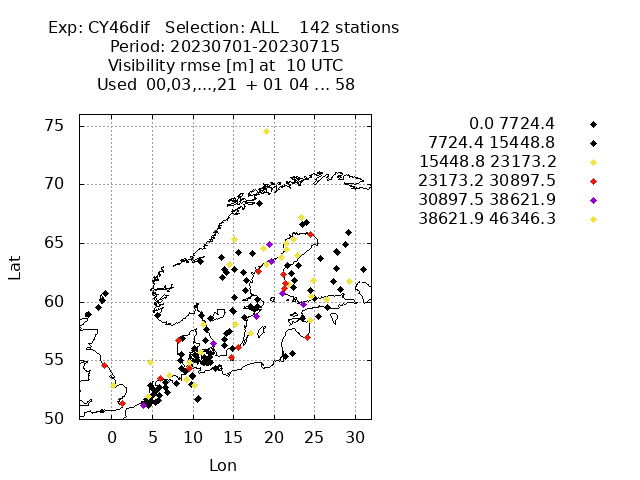 Exp: CY46dif   Selection: ALL    142 stations
Period: 20230701-20230715
Visibility rmse [m] at  10 UTC
Used  00,03,...,21  + 01 04 ... 58
0.0 7724.4
7724.4 15448.8
15448.8 23173.2
23173.2 30897.5
30897.5 38621.9
38621.9 46346.3
75
70
65
60
55
50
Lat
0 5 10 15 20 25 30
Lon